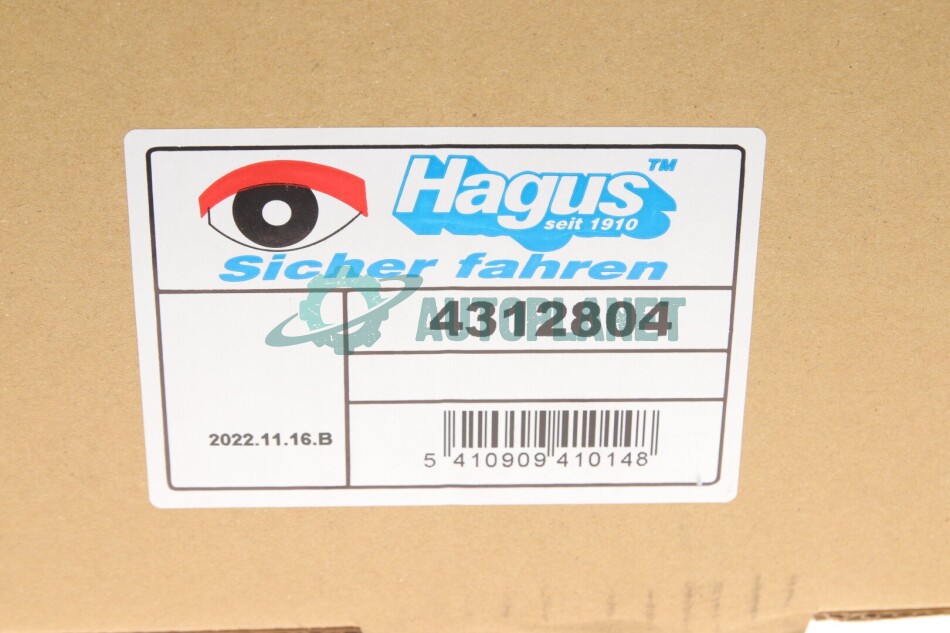 Hagus™
seit 1910
Sicher fahren
4312804
AUTOPLANET
2022.11.16.B
5 410909 410148